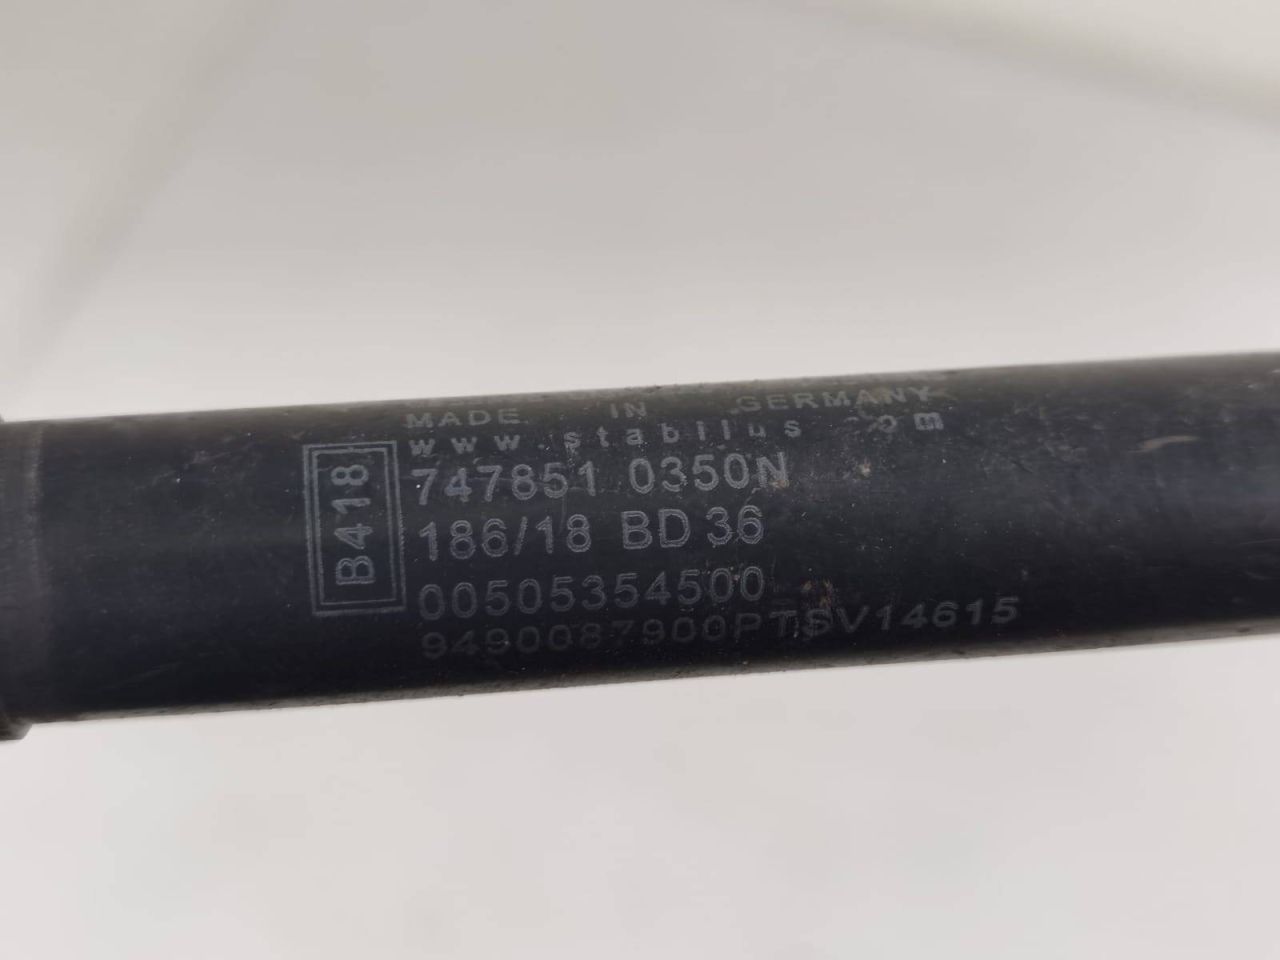 MADE IN GERMANY
www.stabilus com
B418
747851 0350N
186/18 BD 36
00505354500
9490087900PTSV14615